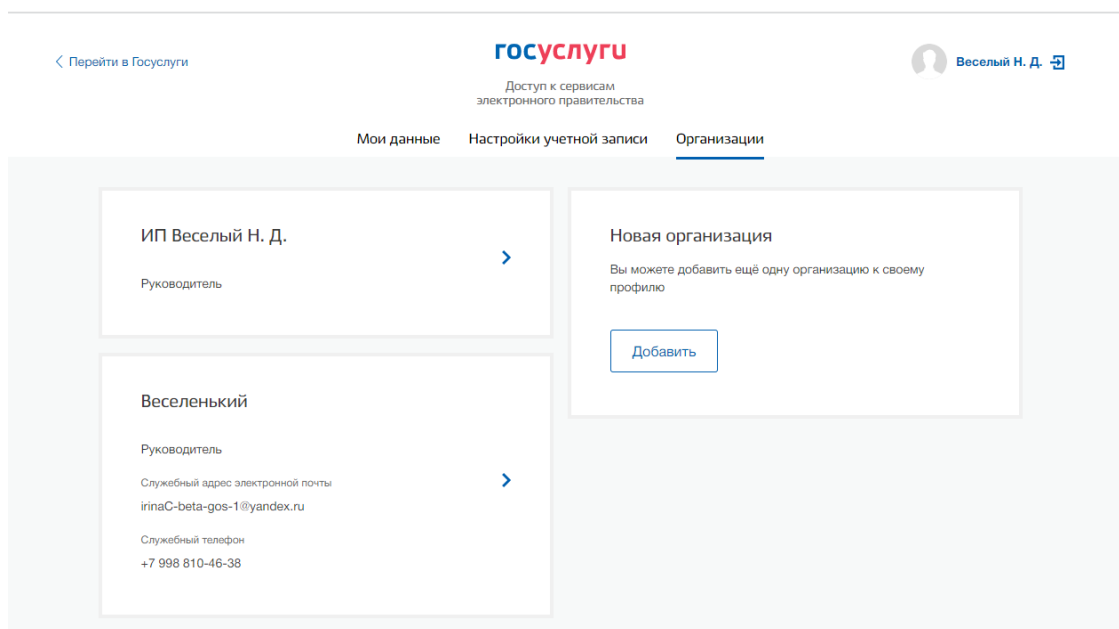 Перейти в Госуслуги
госуслуги
Доступ к сервисам
электронного правительства
Веселый Н. Д.
Мои данные
Настройки учетной записи
Организации
ИП Веселый Н. Д.
Руководитель
Новая организация
Вы можете добавить ещё одну организацию к своему
профилю
Добавить
Веселенький
Руководитель
Служебный адрес электронной почты
irinaC-beta-gos-1@yandex.ru
Служебный телефон
+7 998 810-46-38